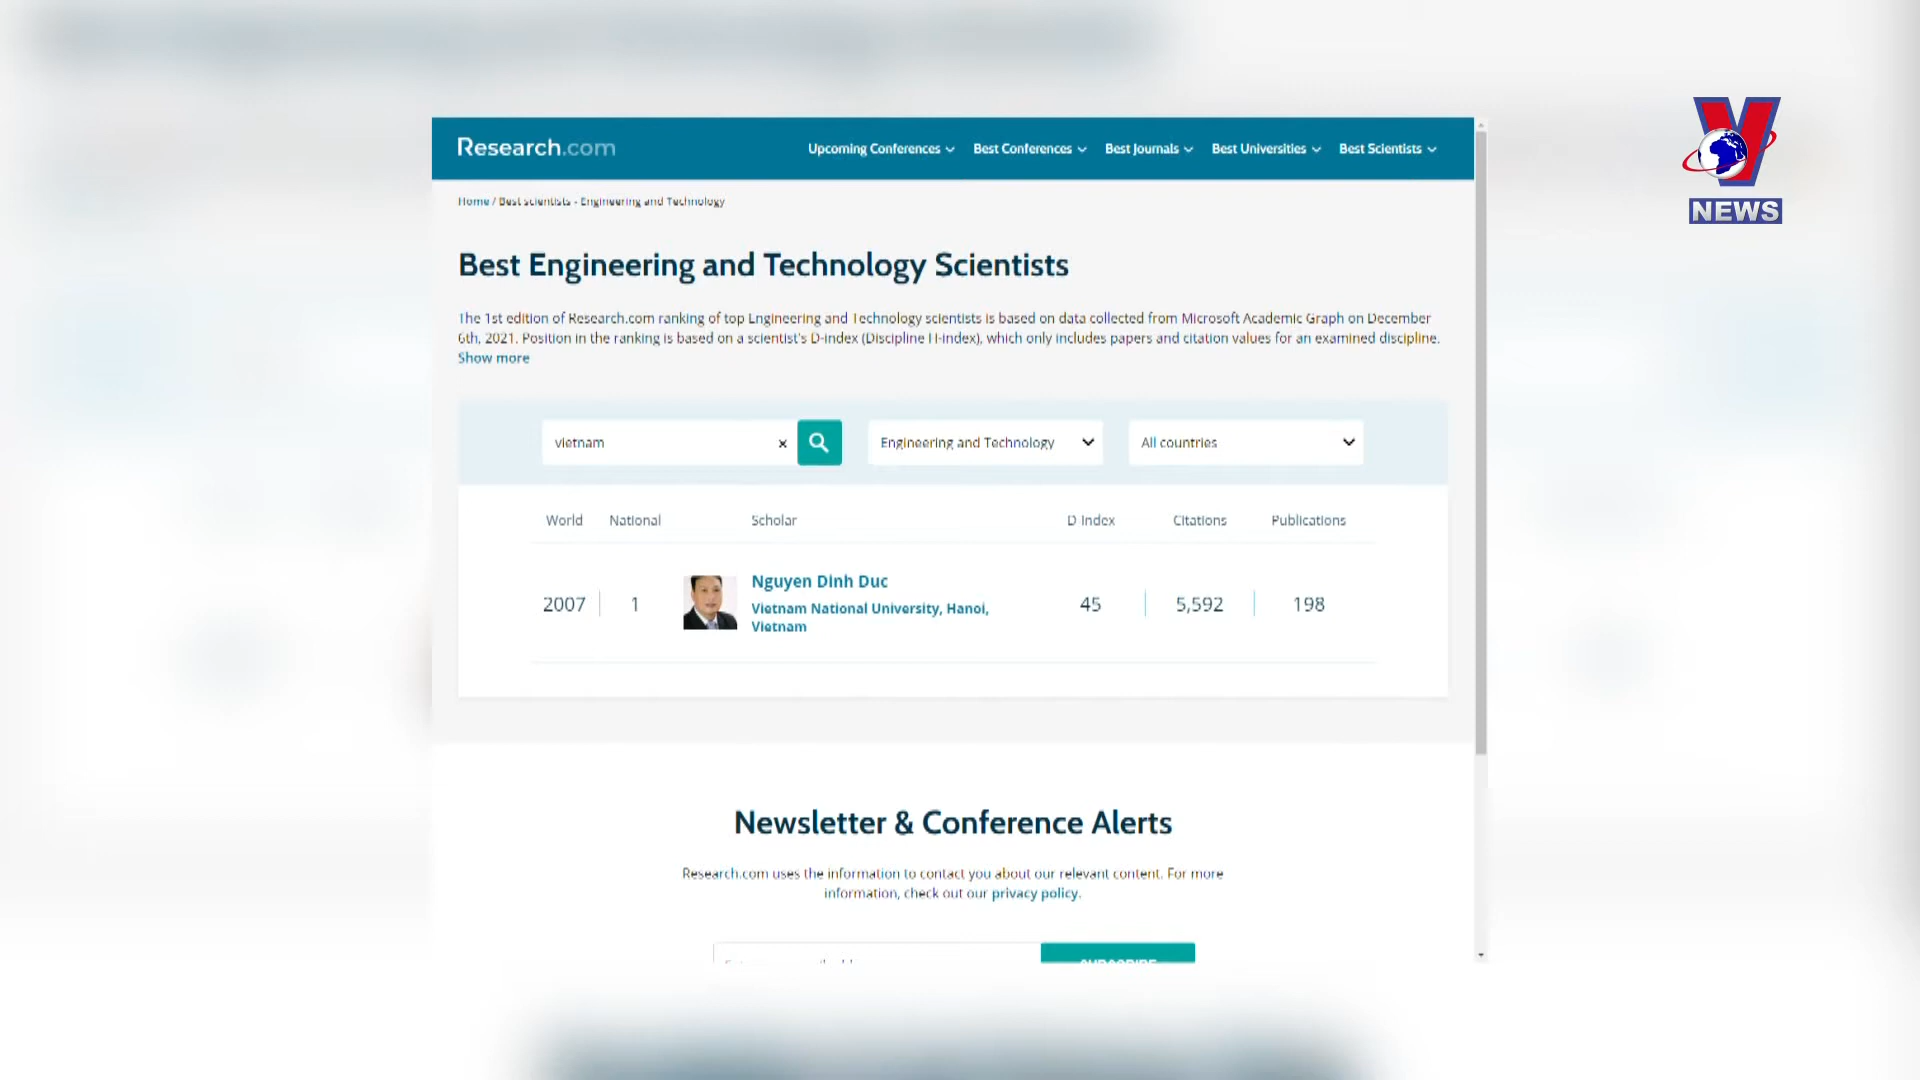 V
NEWS
Research.com
Upcoming Conferences
Best Conferences
Best Journals
Best Universities
Best Scientists
Home / Best scientists - Engineering and Technology
Best Engineering and Technology Scientists
The 1st edition of Research.com ranking of top Engineering and Technology scientists is based on data collected from Microsoft Academic Graph on December
6th, 2021. Position in the ranking is based on a scientist's D-index (Discipline H-index), which only includes papers and citation values for an examined discipline.
Show more
vietnam
Engineering and Technology
All countries
World National Scholar D-index Citations Publications
2007 1 Nguyen Dinh Duc 45 5,592 198
Vietnam National University, Hanoi,
Vietnam
Newsletter & Conference Alerts
Research.com uses the information to contact you about our relevant content. For more
information, check out our privacy policy.
SUBSCRIBE